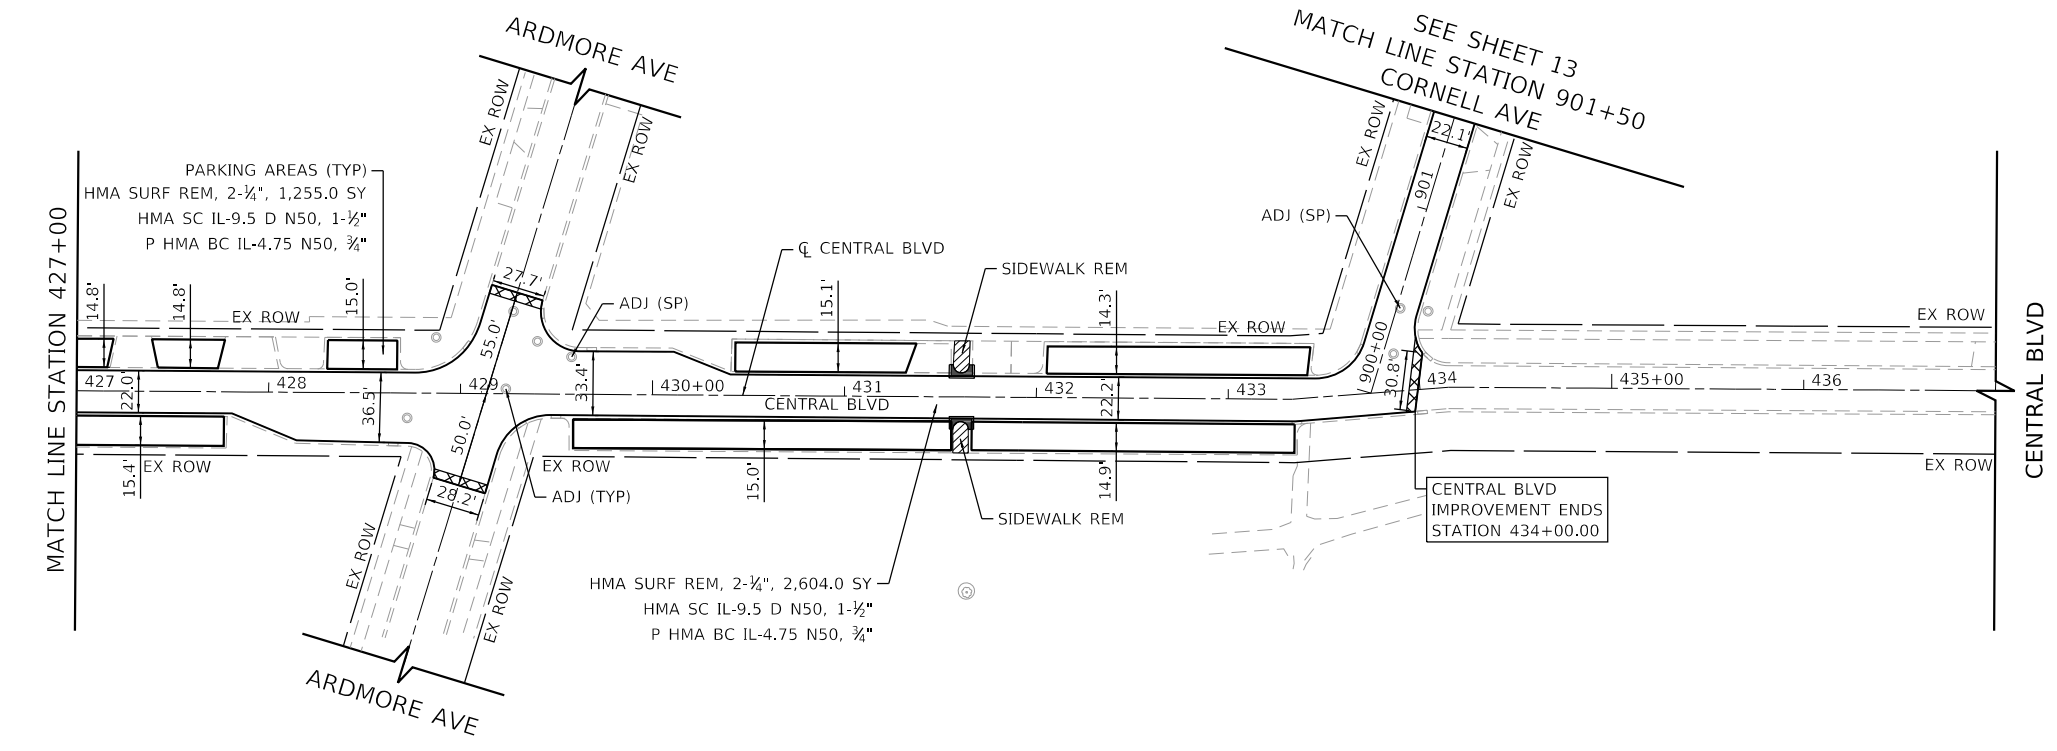 ARDMORE AVE
SEE SHEET 13
MATCH LINE STATION 901+50
CORNELL AVE
EX ROW
EX ROW
EX ROW
EX ROW
22.1'
901
PARKING AREAS (TYP)
HMA SURF REM, 2-¼", 1,255.0 SY
HMA SC IL-9.5 D N50, 1-½"
P HMA BC IL-4.75 N50, ¾"
MATCH LINE STATION 427+00
ADJ (SP)
℄ CENTRAL BLVD
SIDEWALK REM
14.8'
14.8'
15.0'
27.7'
ADJ (SP)
15.1'
14.3'
EX ROW
EX ROW
EX ROW
55.0'
900+00
427
428
429
430+00
431
432
433
434
435+00
436
22.0'
36.5'
33.4'
22.2'
30.8'
CENTRAL BLVD
CENTRAL BLVD
50.0'
15.4'
EX ROW
EX ROW
EX ROW
15.0'
14.9'
28.2'
ADJ (TYP)
SIDEWALK REM
CENTRAL BLVD
IMPROVEMENT ENDS
STATION 434+00.00
EX ROW
EX ROW
HMA SURF REM, 2-¼", 2,604.0 SY
HMA SC IL-9.5 D N50, 1-½"
P HMA BC IL-4.75 N50, ¾"
ARDMORE AVE